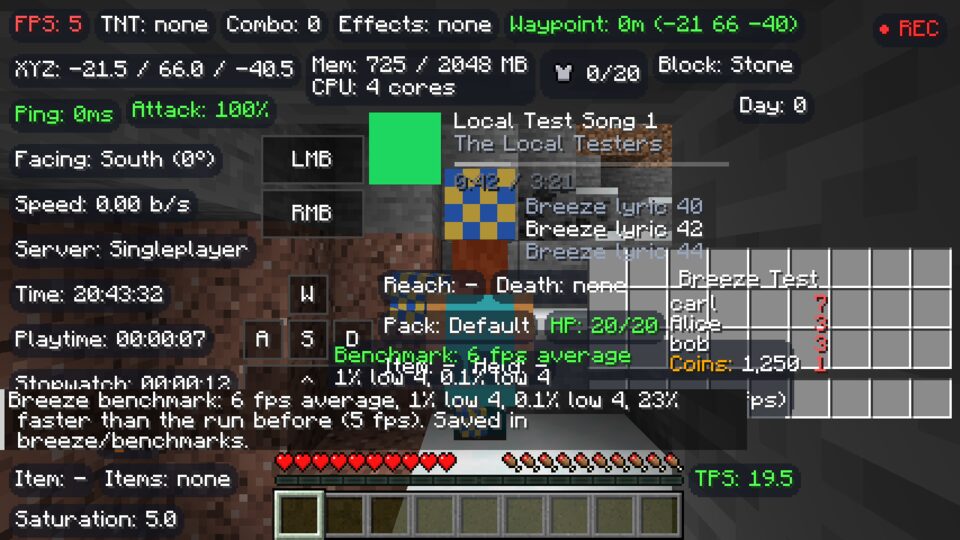 FPS: 5 TNT: none Combo: 0 Effects: none Waypoint: 0m (-21 66 -40)
REC
XYZ: -21.5 / 66.0 / -40.5
Mem: 725 / 2048 MB
CPU: 4 cores
0/20
Block: Stone
Day: 0
Ping: 0ms
Attack: 100%
Local Test Song 1
The Local Testers
0:42 / 3:21
Facing: South (0°)
LMB
Speed: 0.00 b/s
RMB
Breeze lyric 40
Breeze lyric 42
Breeze lyric 44
Server: Singleplayer
Time: 20:43:32
W
Reach: - Death: none
Breeze Test
carl 7
Alice 3
bob 3
Coins: 1,250 1
Playtime: 00:00:07
A S D
Pack: Default HP: 20/20
Benchmark: 6 fps average
1% low 4, 0.1% low 4
Item: - Held: -
Stopwatch: 00:00:12
^
Breeze benchmark: 6 fps average, 1% low 4, 0.1% low 4, 23%
faster than the run before (5 fps). Saved in
breeze/benchmarks.
fps)
Item: - Items: none
TPS: 19.5
Saturation: 5.0